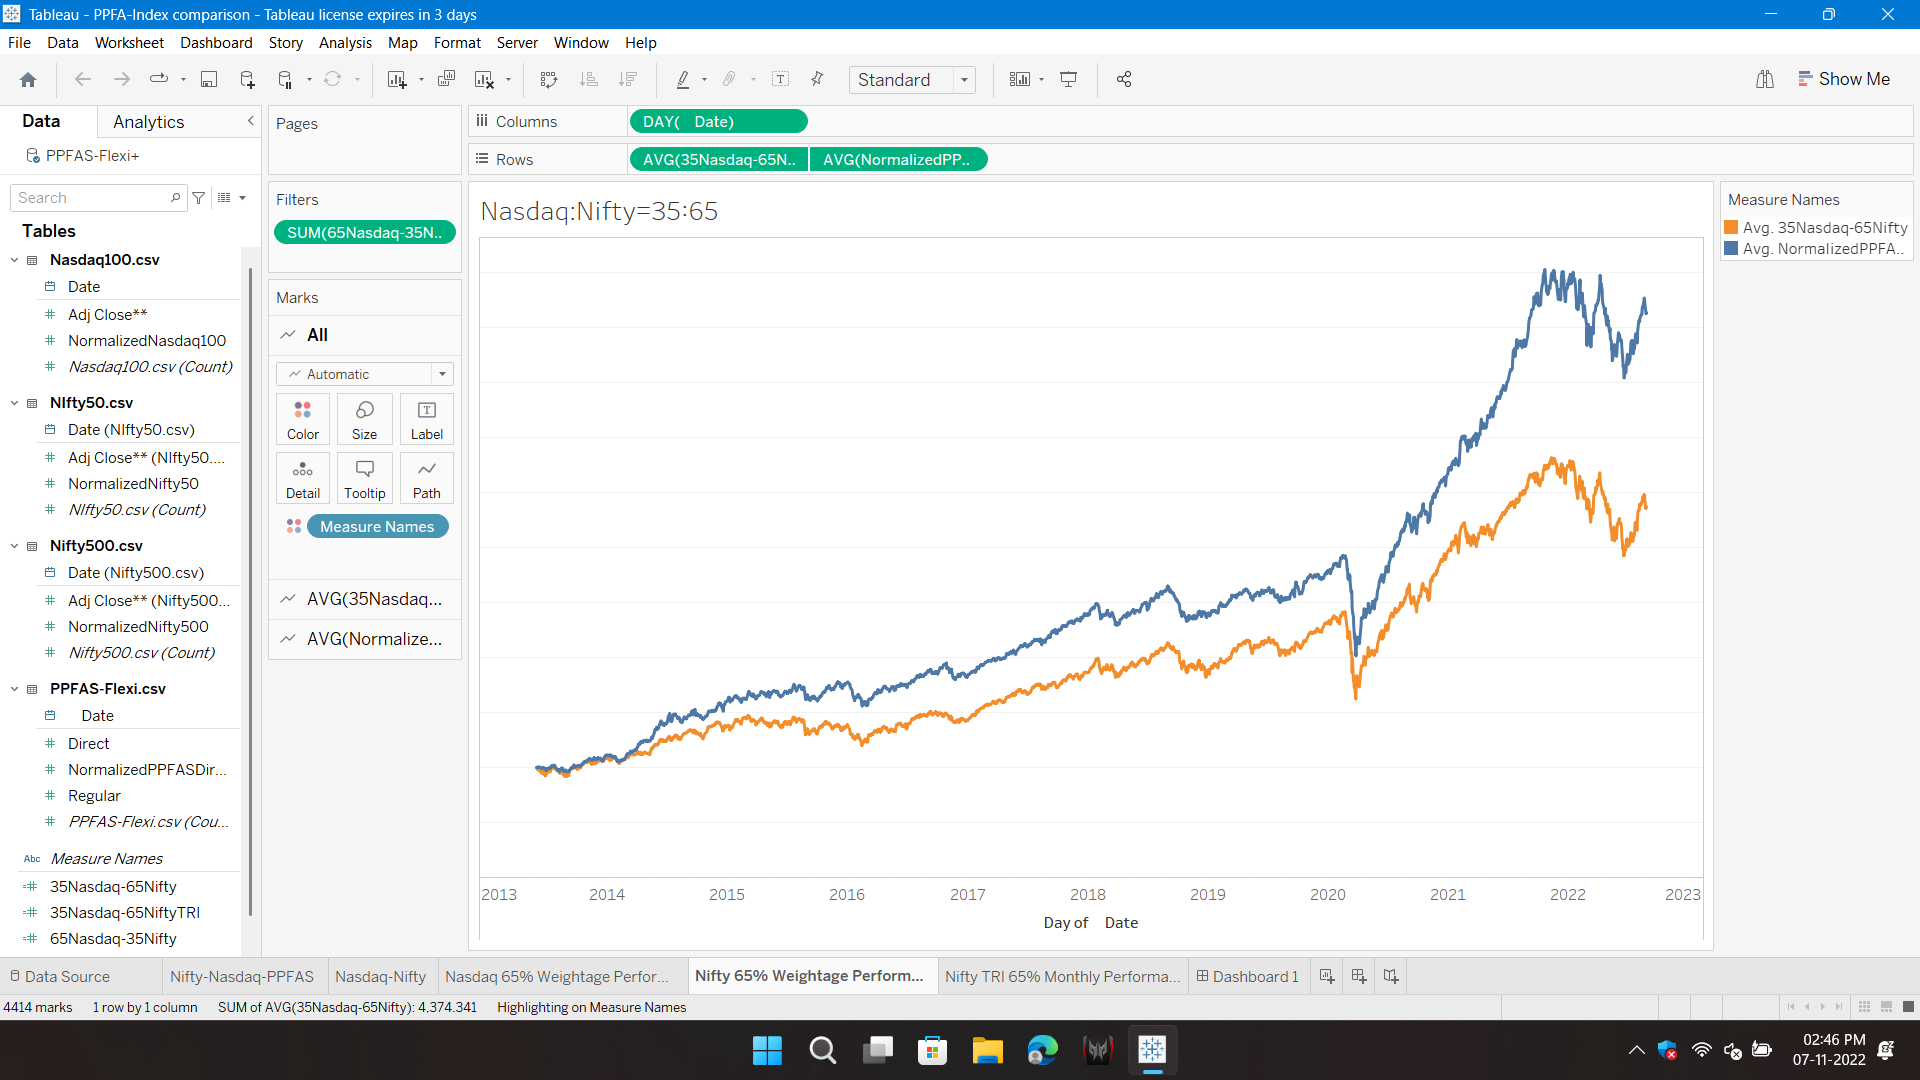 Tableau - PPFA-Index comparison - Tableau license expires in 3 days
File Data Worksheet Dashboard Story Analysis Map Format Server Window Help
Standard
Show Me
Data Analytics
PPFAS-Flexi+
Search
Tables
Nasdaq100.csv
Date
Adj Close**
NormalizedNasdaq100
Nasdaq100.csv (Count)
NIfty50.csv
Date (NIfty50.csv)
Adj Close** (NIfty50....
NormalizedNifty50
NIfty50.csv (Count)
Nifty500.csv
Date (Nifty500.csv)
Adj Close** (Nifty500...
NormalizedNifty500
Nifty500.csv (Count)
PPFAS-Flexi.csv
Date
Direct
NormalizedPPFASDir...
Regular
PPFAS-Flexi.csv (Cou...
Abc Measure Names
35Nasdaq-65Nifty
35Nasdaq-65NiftyTRI
65Nasdaq-35Nifty
Pages
Filters
SUM(65Nasdaq-35N..
Marks
All
Automatic
Color Size Label
Detail Tooltip Path
Measure Names
AVG(35Nasdaq...
AVG(Normalize...
Columns DAY( Date)
Rows AVG(35Nasdaq-65N.. AVG(NormalizedPP..
Nasdaq:Nifty=35:65
2013 2014 2015 2016 2017 2018 2019 2020 2021 2022 2023
Day of Date
Measure Names
Avg. 35Nasdaq-65Nifty
Avg. NormalizedPPFA..
Data Source Nifty-Nasdaq-PPFAS Nasdaq-Nifty Nasdaq 65% Weightage Perfor... Nifty 65% Weightage Perform... Nifty TRI 65% Monthly Performa... Dashboard 1
4414 marks 1 row by 1 column SUM of AVG(35Nasdaq-65Nifty): 4,374.341 Highlighting on Measure Names
02:46 PM
07-11-2022